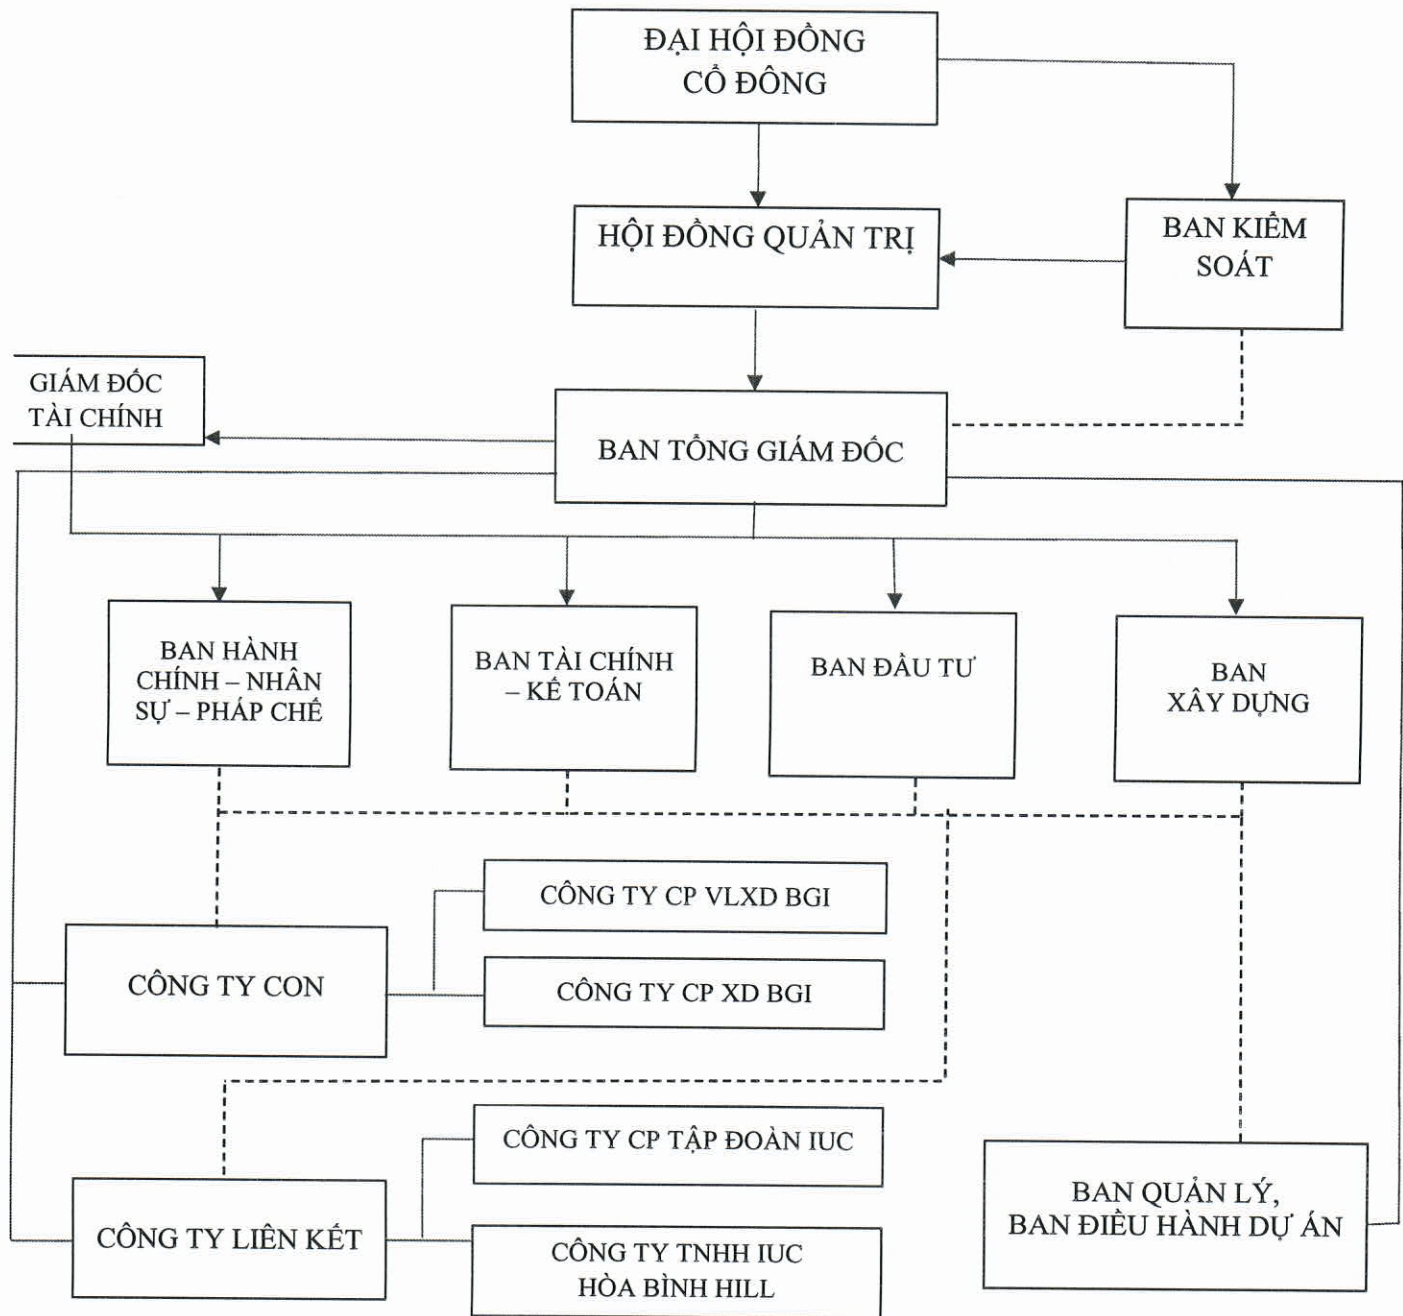 ĐẠI HỘI ĐỒNG
CỔ ĐÔNG
HỘI ĐỒNG QUẢN TRỊ
BAN KIỂM
SOÁT
GIÁM ĐỐC
TÀI CHÍNH
BAN TỔNG GIÁM ĐỐC
BAN HÀNH
CHÍNH – NHÂN
SỰ – PHÁP CHẾ
BAN TÀI CHÍNH
– KẾ TOÁN
BAN ĐẦU TƯ
BAN
XÂY DỰNG
CÔNG TY CP VLXD BGI
CÔNG TY CON
CÔNG TY CP XD BGI
CÔNG TY CP TẬP ĐOÀN IUC
CÔNG TY LIÊN KẾT
CÔNG TY TNHH IUC
HÒA BÌNH HILL
BAN QUẢN LÝ,
BAN ĐIỀU HÀNH DỰ ÁN